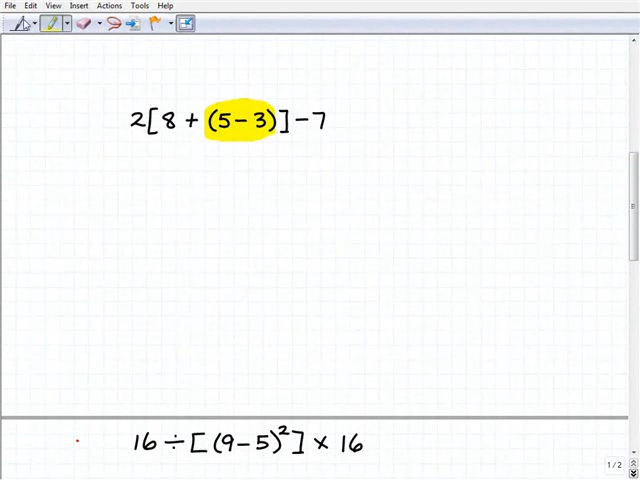 File Edit View Insert Actions Tools Help
2[8 + (5 − 3)] − 7
16 ÷ [(9 − 5)²] × 16
1 / 2